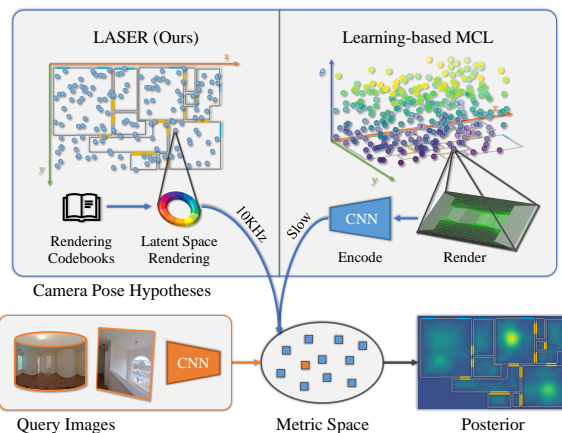 LASER (Ours)
Learning-based MCL
x
y
θ
x
y
Rendering
Codebooks
Latent Space
Rendering
10KHz
Slow
CNN
Encode
Render
Camera Pose Hypotheses
CNN
Query Images
Metric Space
Posterior